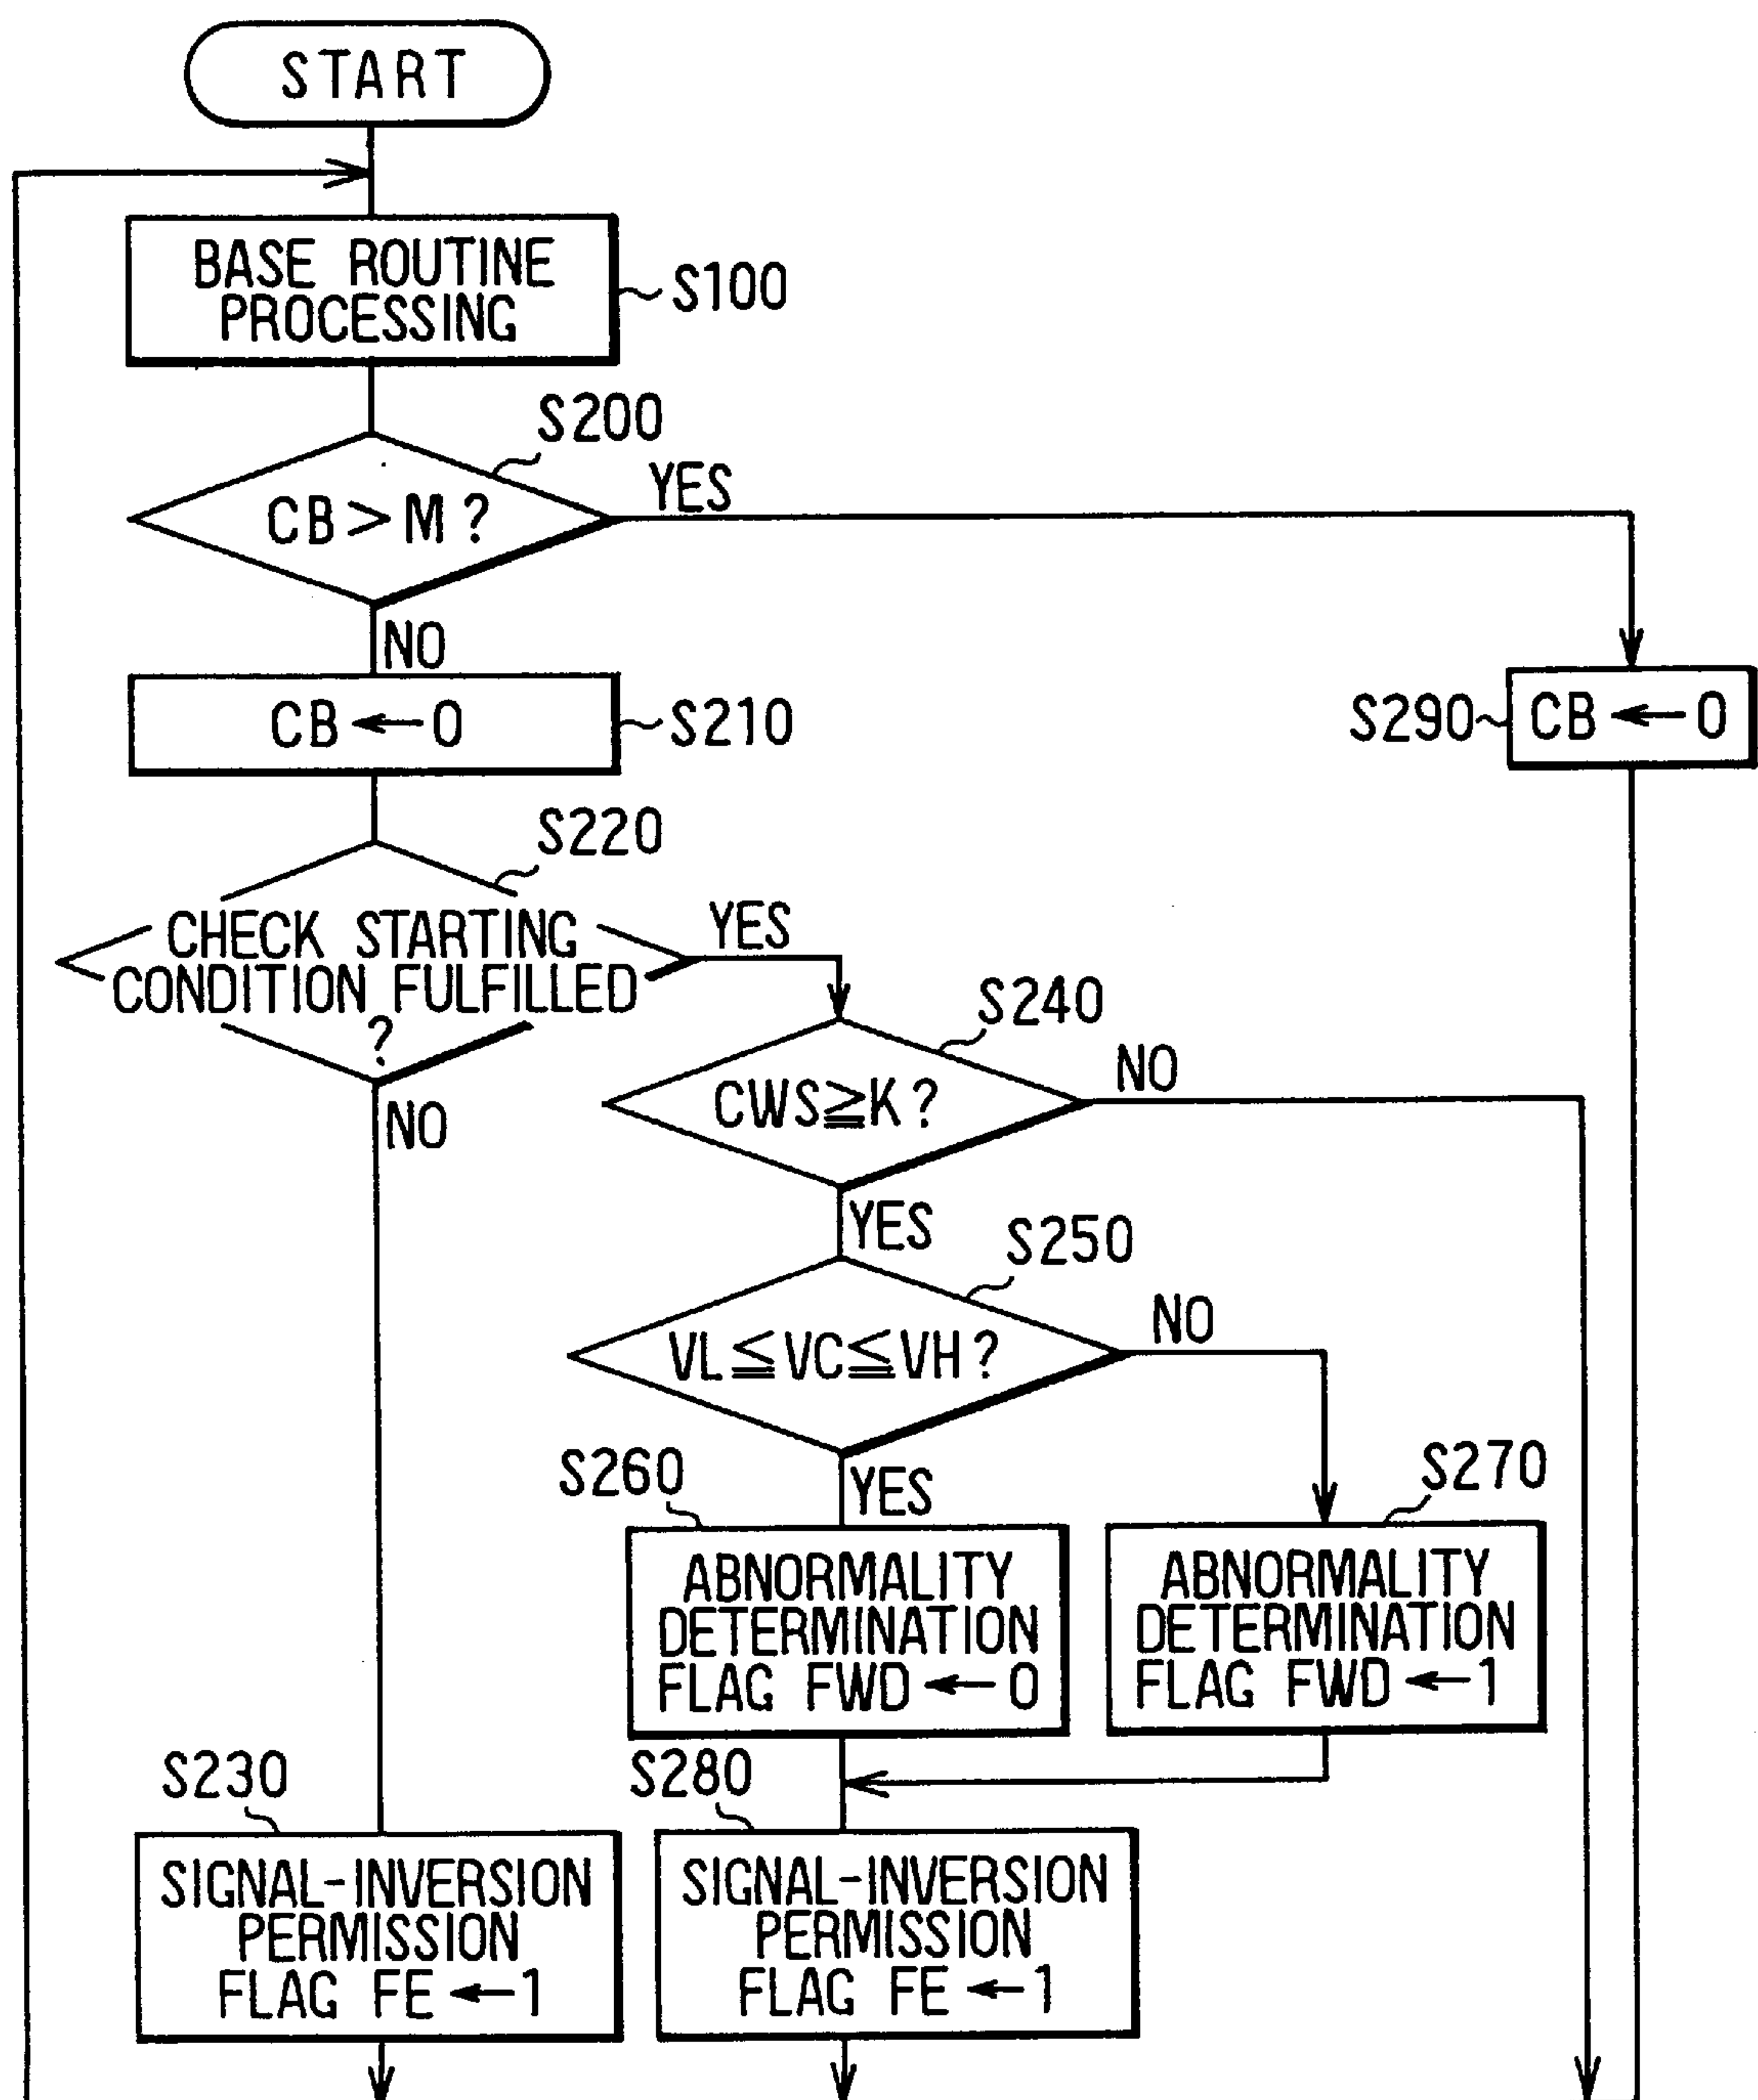 START
BASE ROUTINE
PROCESSING
S100
S200
CB>M?
YES
NO
CB←0
S210
S290
CB←0
S220
CHECK STARTING
CONDITION FULFILLED
?
YES
NO
S240
CWS≧K?
NO
YES
S250
VL≦VC≦VH?
NO
YES
S260
ABNORMALITY
DETERMINATION
FLAG FWD←0
S270
ABNORMALITY
DETERMINATION
FLAG FWD←1
S230
SIGNAL-INVERSION
PERMISSION
FLAG FE←1
S280
SIGNAL-INVERSION
PERMISSION
FLAG FE←1